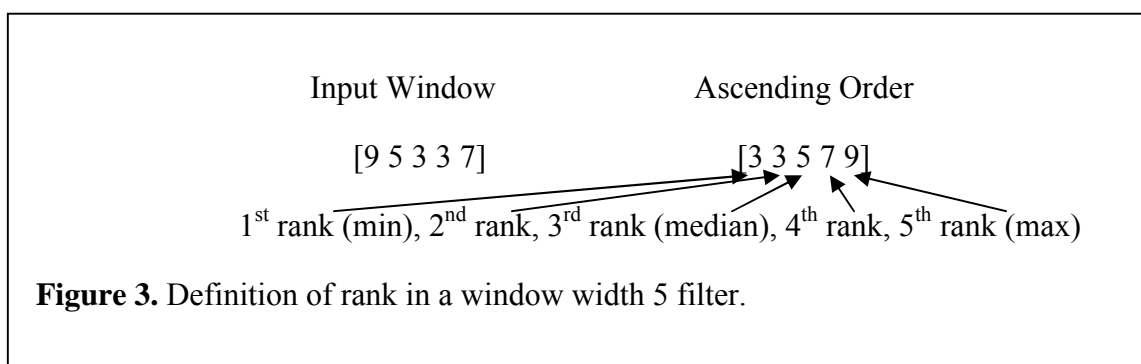 Input Window Ascending Order
[9 5 3 3 7] [3 3 5 7 9]
1st rank (min), 2nd rank, 3rd rank (median), 4th rank, 5th rank (max)
Figure 3. Definition of rank in a window width 5 filter.